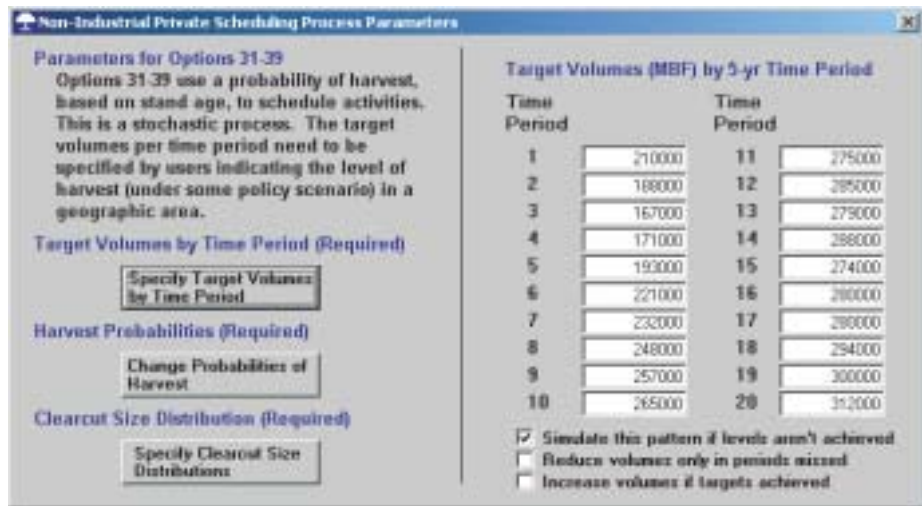 Non-Industrial Private Scheduling Process Parameters
Parameters for Options 31-39
Options 31-39 use a probability of harvest,
based on stand age, to schedule activities.
This is a stochastic process. The target
volumes per time period need to be
specified by users indicating the level of
harvest (under some policy scenario) in a
geographic area.
Target Volumes by Time Period (Required)
Specify Target Volumes
by Time Period
Harvest Probabilities (Required)
Change Probabilities of
Harvest
Clearcut Size Distribution (Required)
Specify Clearcut Size
Distributions
Target Volumes (MBF) by 5-yr Time Period
Time Time
Period Period
1 210000 11 275000
2 188000 12 285000
3 167000 13 279000
4 171000 14 288000
5 193000 15 274000
6 221000 16 280000
7 232000 17 280000
8 248000 18 294000
9 257000 19 300000
10 265000 20 312000
Simulate this pattern if levels aren't achieved
Reduce volumes only in periods missed
Increase volumes if targets achieved